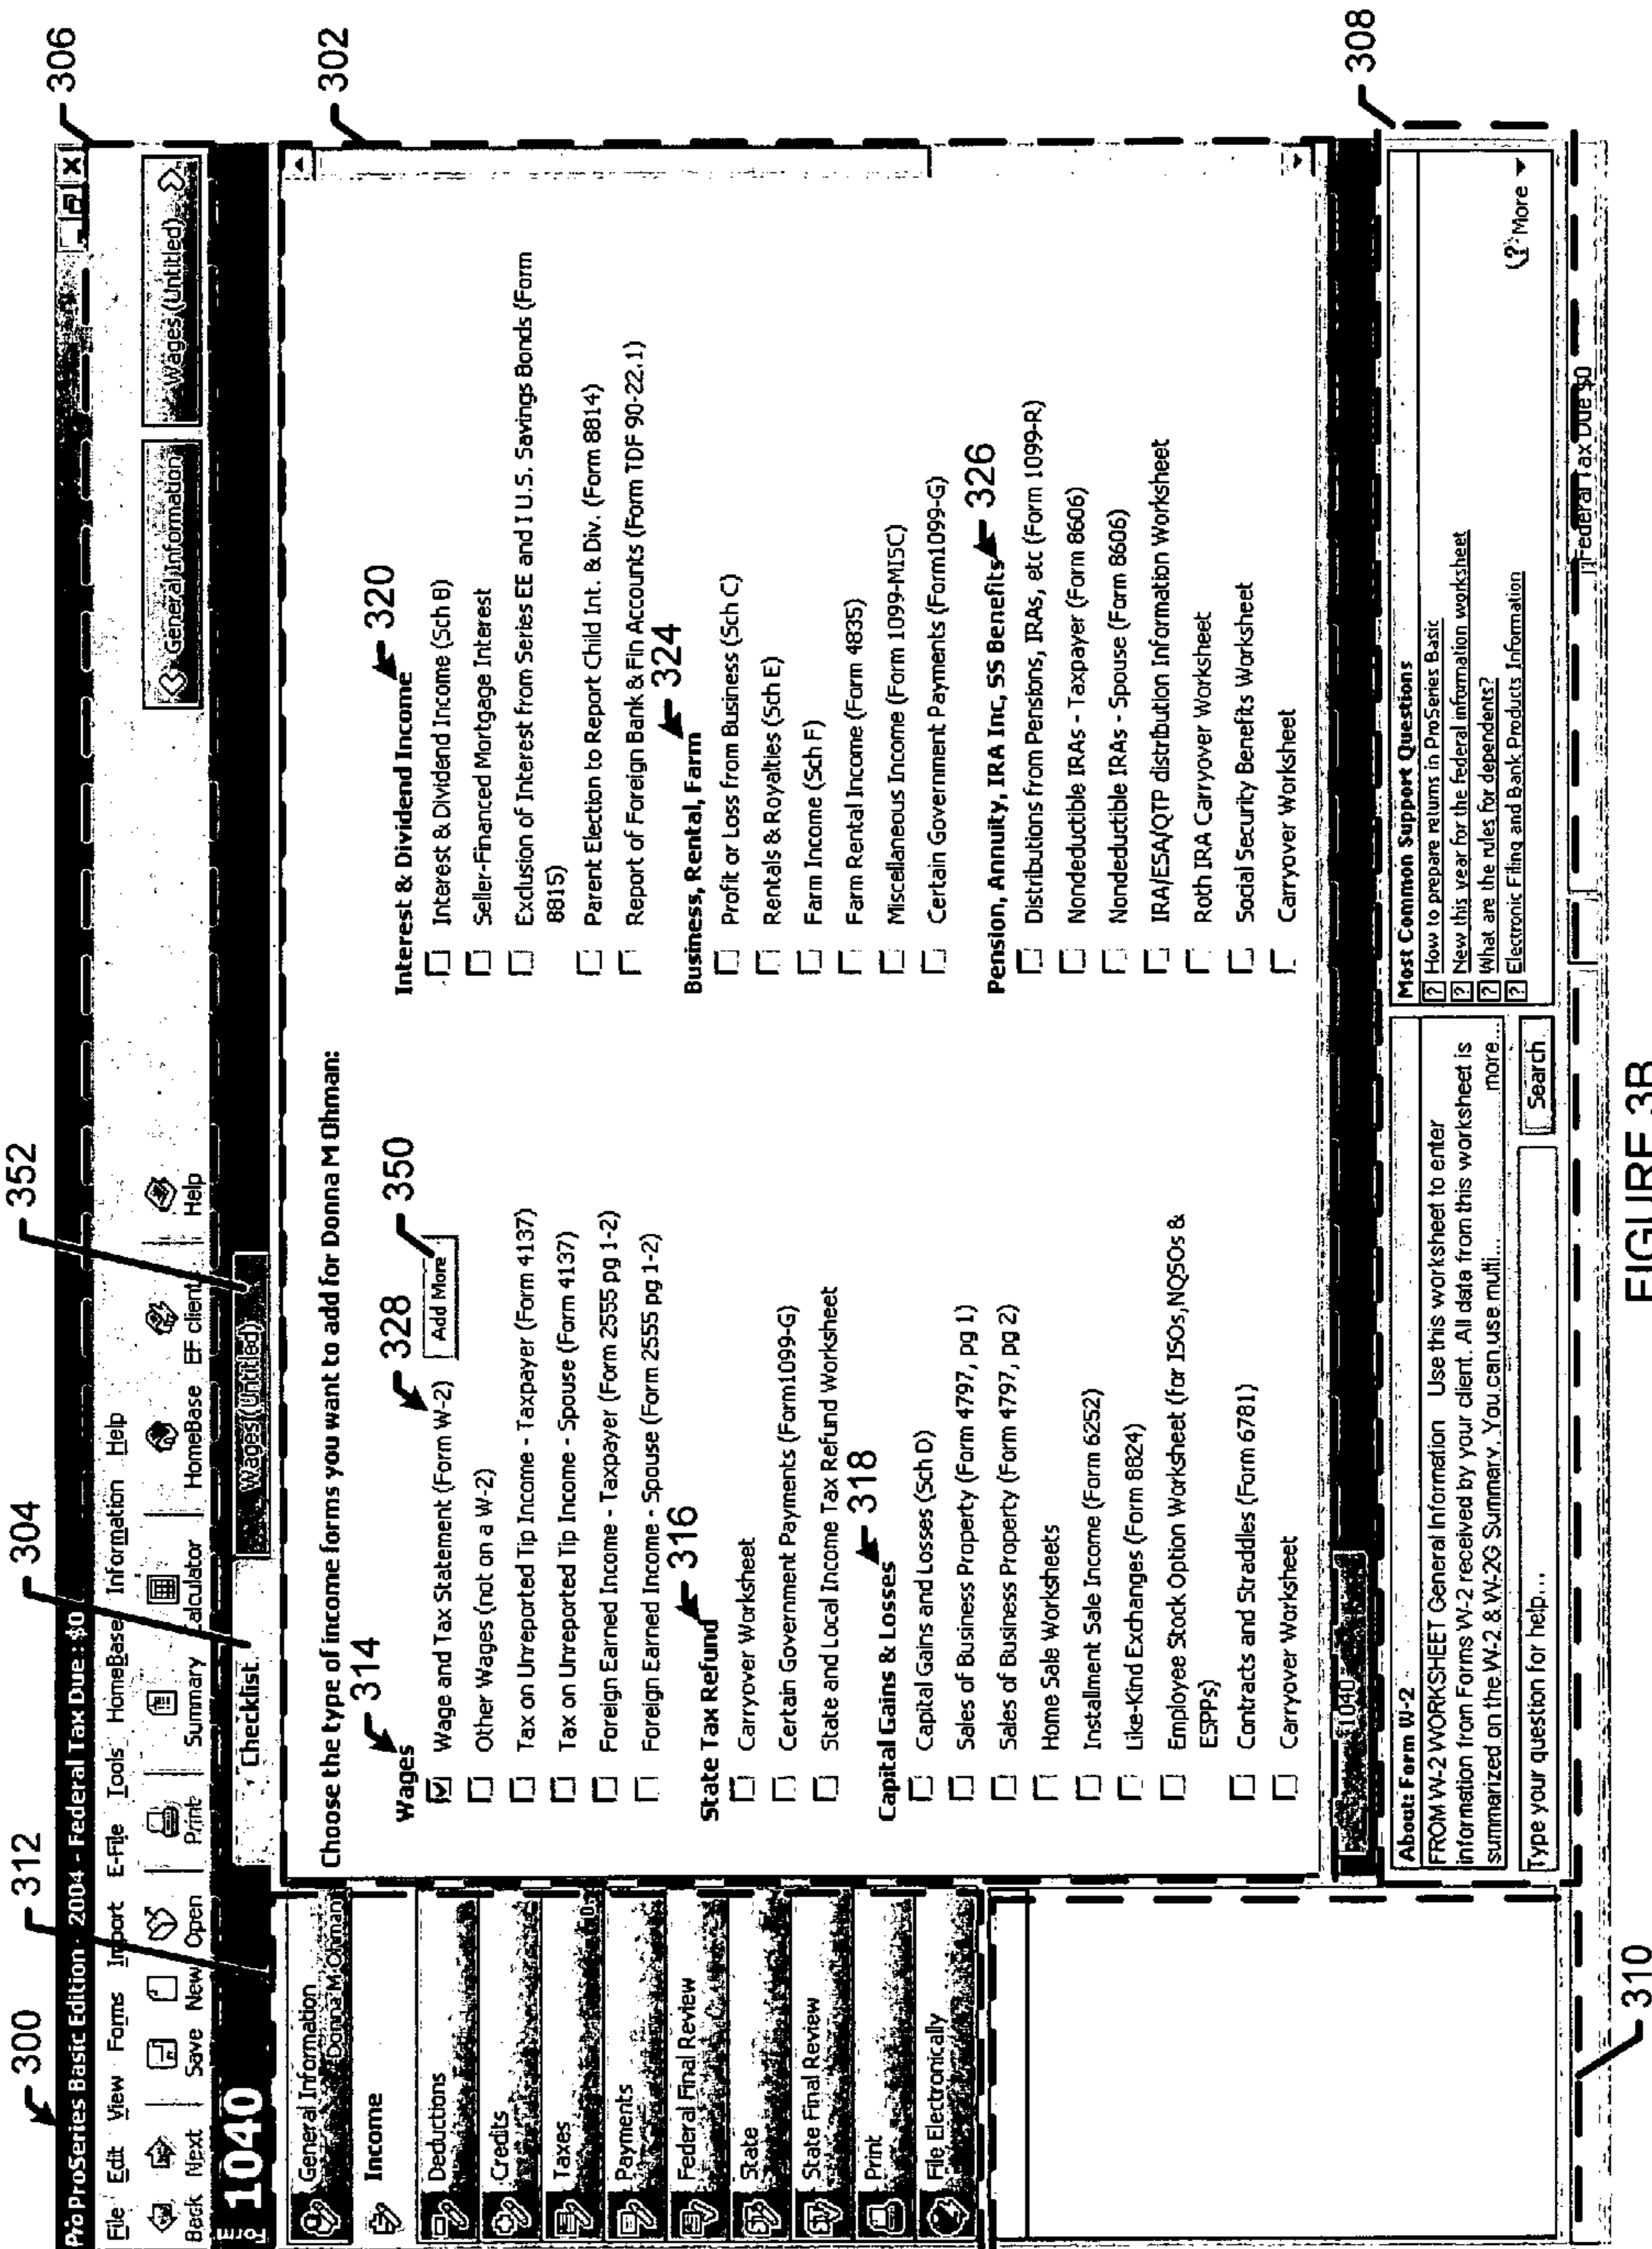 300
312
304
352
306
Pro ProSeries Basic Edition - 2004 - Federal Tax Due: $0
File Edit View Forms Import E-File Tools HomeBase Information Help
Back Next Save New Open Print Summary Calculator HomeBase EF clients Help
General Information Wages(Untitled)
Form 1040
Checklist Wages(Untitled)
302
General Information
Donna M Ohman
Income
Deductions
Credits
Taxes
Payments
Federal Final Review
State
State Final Review
Print
File Electronically
Choose the type of income forms you want to add for Donna M Ohman:
Wages 314
328
350
Wage and Tax Statement (Form W-2) Add More
Other Wages (not on a W-2)
Tax on Unreported Tip Income - Taxpayer (Form 4137)
Tax on Unreported Tip Income - Spouse (Form 4137)
Foreign Earned Income - Taxpayer (Form 2555 pg 1-2)
Foreign Earned Income - Spouse (Form 2555 pg 1-2)
State Tax Refund 316
Carryover Worksheet
Certain Government Payments (Form1099-G)
State and Local Income Tax Refund Worksheet
Capital Gains & Losses 318
Capital Gains and Losses (Sch D)
Sales of Business Property (Form 4797, pg 1)
Sales of Business Property (Form 4797, pg 2)
Home Sale Worksheets
Installment Sale Income (Form 6252)
Like-Kind Exchanges (Form 8824)
Employee Stock Option Worksheet (for ISOs,NQSOs &
ESPPs)
Contracts and Straddles (Form 6781)
Carryover Worksheet
Interest & Dividend Income 320
Interest & Dividend Income (Sch B)
Seller-Financed Mortgage Interest
Exclusion of Interest from Series EE and I U.S. Savings Bonds (Form
8815)
Parent Election to Report Child Int. & Div. (Form 8814)
Report of Foreign Bank & Fin Accounts (Form TDF 90-22.1)
Business, Rental, Farm 324
Profit or Loss from Business (Sch C)
Rentals & Royalties (Sch E)
Farm Income (Sch F)
Farm Rental Income (Form 4835)
Miscellaneous Income (Form 1099-MISC)
Certain Government Payments (Form1099-G)
Pension, Annuity, IRA Inc, SS Benefits 326
Distributions from Pensions, IRAs, etc (Form 1099-R)
Nondeductible IRAs - Taxpayer (Form 8606)
Nondeductible IRAs - Spouse (Form 8606)
IRA/ESA/QTP distribution Information Worksheet
Roth IRA Carryover Worksheet
Social Security Benefits Worksheet
Carryover Worksheet
1040
308
About: Form W-2
FROM W-2 WORKSHEET General Information Use this worksheet to enter
information from Forms W-2 received by your client. All data from this worksheet is
summarized on the W-2 & W-2G Summary. You can use multi... more...
Type your question for help... Search
Most Common Support Questions
? How to prepare returns in ProSeries Basic
? New this year for the federal information worksheet
? What are the rules for dependents?
? Electronic Filing and Bank Products Information
? More
Federal Tax Due $0
310
FIGURE 3B